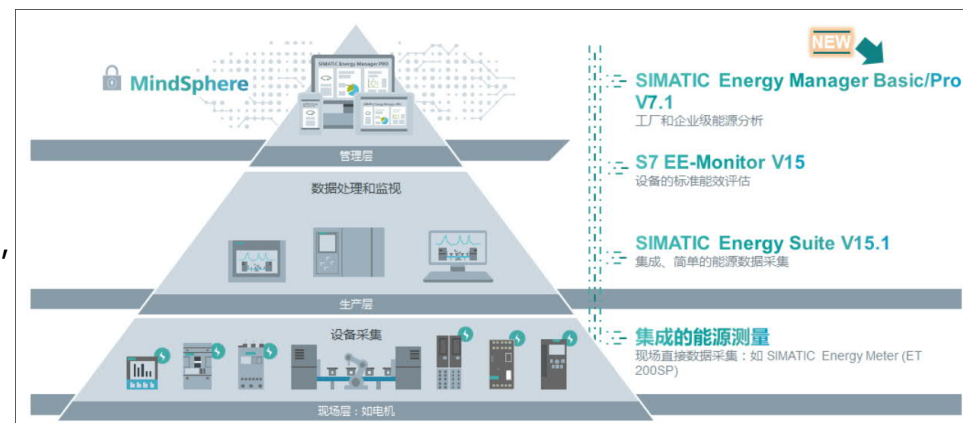 NEW
MindSphere
SIMATIC Energy Manager PRO
管理层
数据处理和监视
生产层
设备采集
现场层：如电机
SIMATIC Energy Manager Basic/Pro
V7.1
工厂和企业级能源分析
S7 EE-Monitor V15
设备的标准能效评估
SIMATIC Energy Suite V15.1
集成、简单的能源数据采集
集成的能源测量
现场直接数据采集：如 SIMATIC Energy Meter (ET
200SP)
，